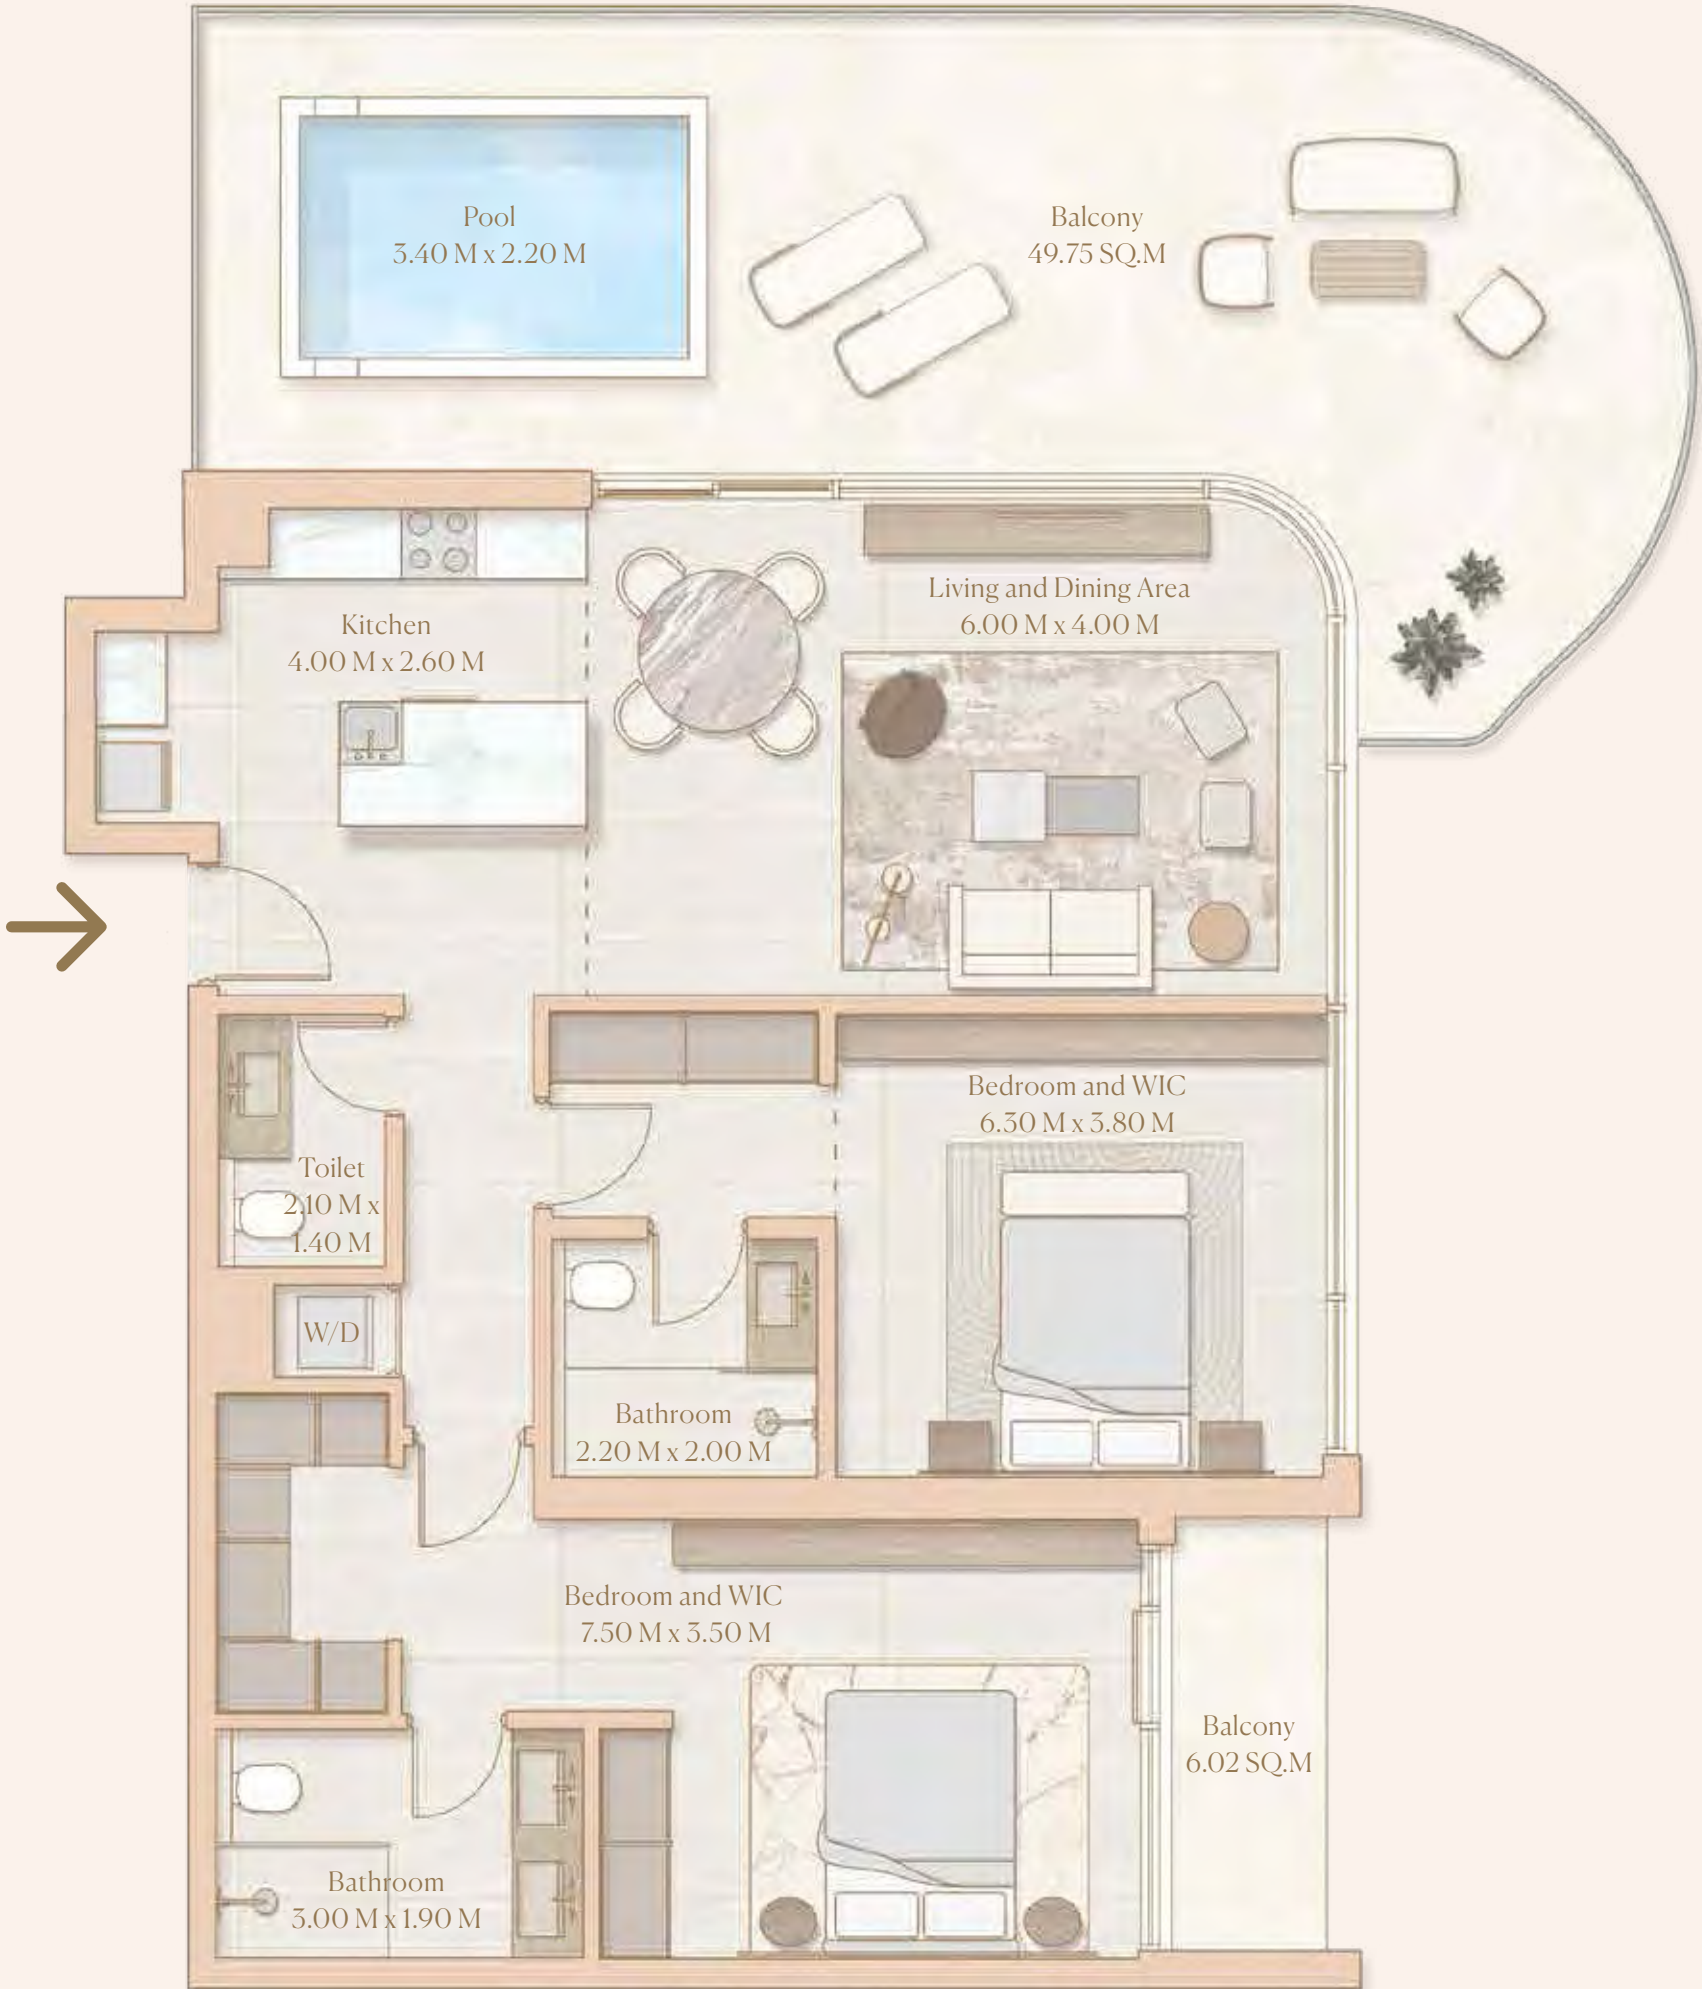 Pool
3.40 M x 2.20 M
Balcony
49.75 SQ.M
Living and Dining Area
6.00 M x 4.00 M
Kitchen
4.00 M x 2.60 M
Bedroom and WIC
6.30 M x 3.80 M
Toilet
2.10 M x
1.40 M
W/D
Bathroom
2.20 M x 2.00 M
Bedroom and WIC
7.50 M x 3.50 M
Balcony
6.02 SQ.M
Bathroom
3.00 M x 1.90 M